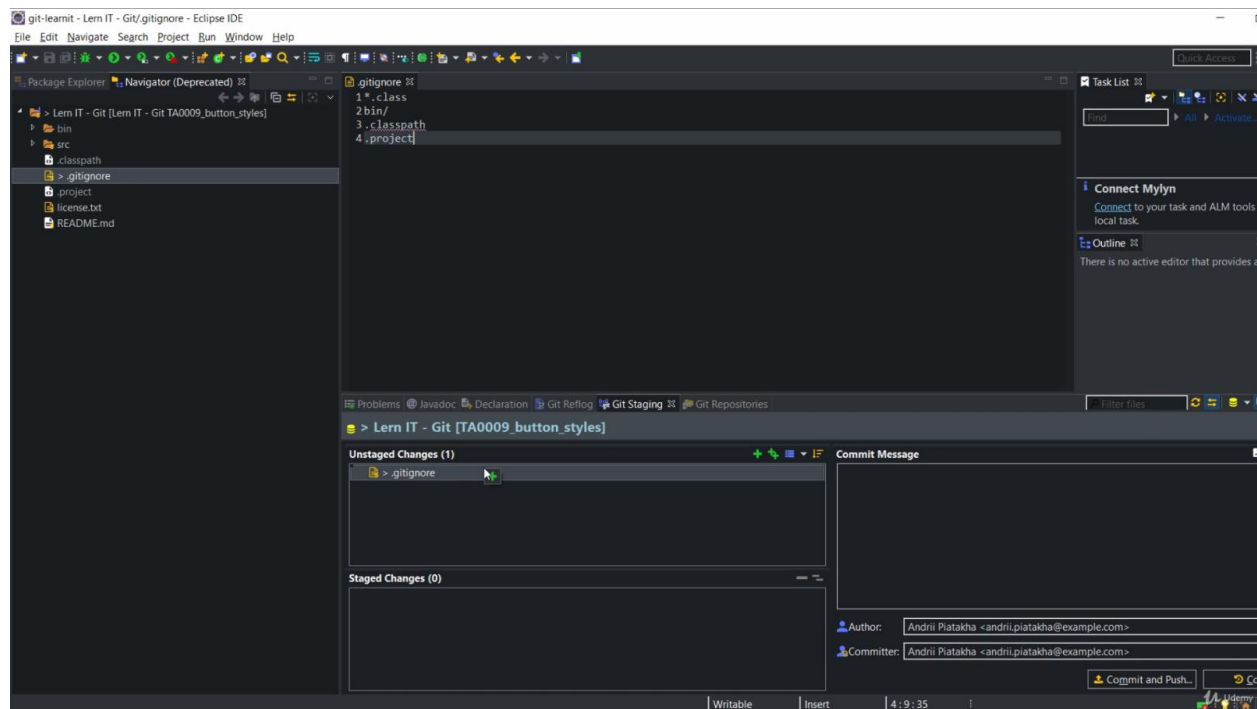 git-learnit - Lern IT - Git/.gitignore - Eclipse IDE
File Edit Navigate Search Project Run Window Help
Quick Access
Package Explorer Navigator (Deprecated)
> Lern IT - Git [Lern IT - Git TA0009_button_styles]
bin
src
.classpath
> .gitignore
.project
license.txt
README.md
.gitignore
1 *.class
2 bin/
3 .classpath
4 .project
Task List
Find All Activate...
Connect Mylyn
Connect to your task and ALM tools
local task.
Outline
There is no active editor that provides a
Problems Javadoc Declaration Git Reflog Git Staging Git Repositories
Filter files
> Lern IT - Git [TA0009_button_styles]
Unstaged Changes (1)
> .gitignore
Staged Changes (0)
Commit Message
Author: Andrii Piatakha <andrii.piatakha@example.com>
Committer: Andrii Piatakha <andrii.piatakha@example.com>
Commit and Push... Co
Writable Insert 4 : 9 : 35
Udemy